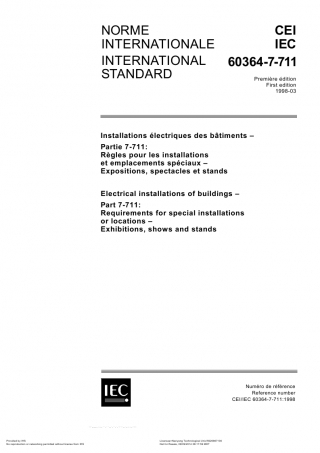 NORME
INTERNATIONALE
INTERNATIONAL
STANDARD
CEI
IEC
60364-7-711
Première édition
First edition
1998-03
Installations électriques des bâtiments –
Partie 7-711:
Règles pour les installations
et emplacements spéciaux –
Expositions, spectacles et stands
Electrical installations of buildings –
Part 7-711:
Requirements for special installations
or locations –
Exhibitions, shows and stands
IEC
Numéro de référence
Reference number
CEI/IEC 60364-7-711:1998